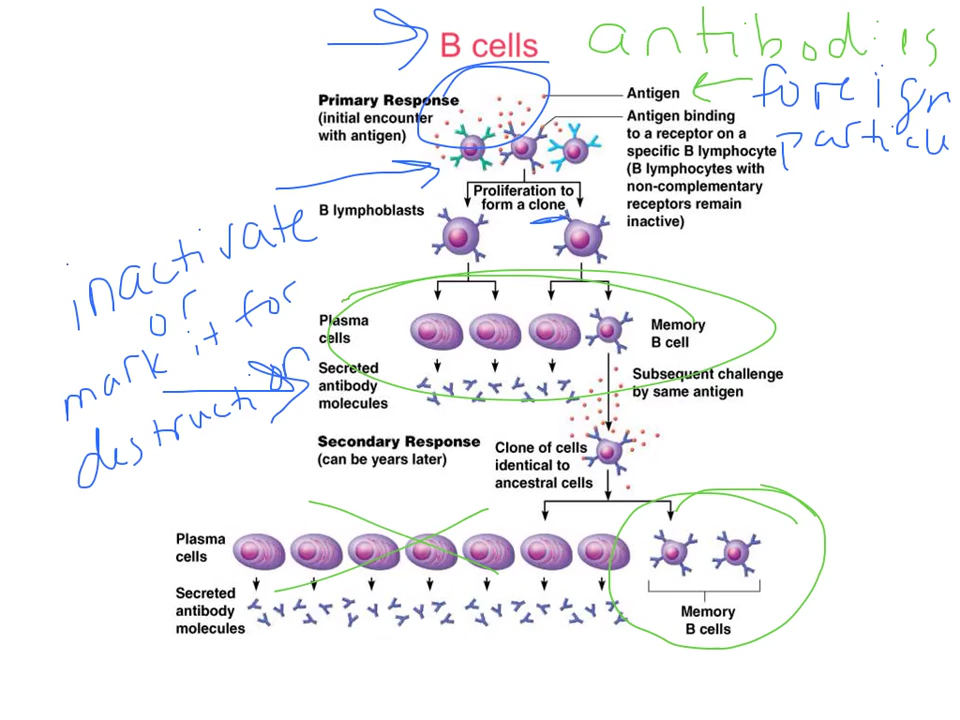 B cells
antibodies
Primary Response
(initial encounter
with antigen)
Antigen
foreign
particle
Antigen binding
to a receptor on a
specific B lymphocyte
(B lymphocytes with
non-complementary
receptors remain
inactive)
Proliferation to
form a clone
B lymphoblasts
inactivate
or
mark it for
destruction
Plasma
cells
Memory
B cell
Secreted
antibody
molecules
Subsequent challenge
by same antigen
Secondary Response
(can be years later)
Clone of cells
identical to
ancestral cells
Plasma
cells
Secreted
antibody
molecules
Memory
B cells